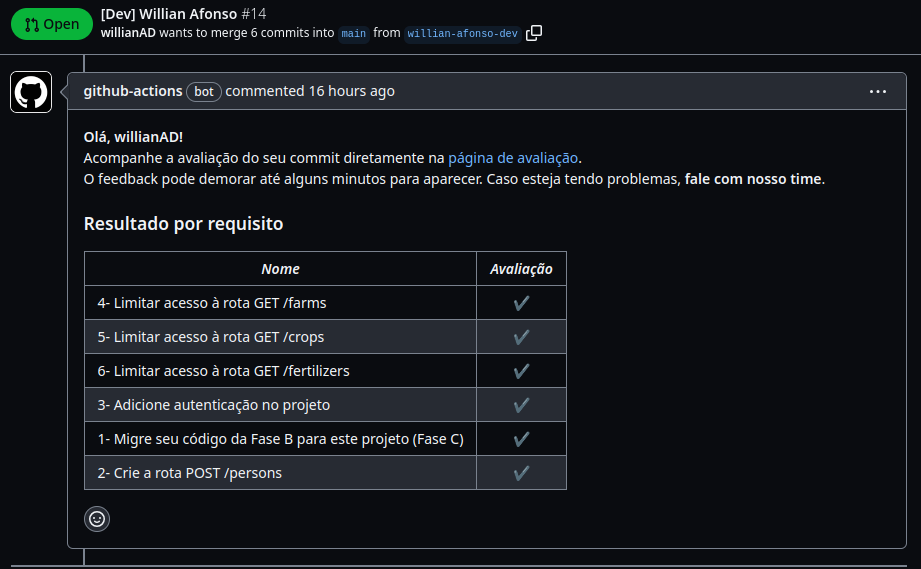 Open
[Dev] Willian Afonso #14
willianAD wants to merge 6 commits into main from willian-afonso-dev
github-actions bot commented 16 hours ago
Olá, willianAD!
Acompanhe a avaliação do seu commit diretamente na página de avaliação.
O feedback pode demorar até alguns minutos para aparecer. Caso esteja tendo problemas, fale com nosso time.
Resultado por requisito
Nome Avaliação
4- Limitar acesso à rota GET /farms ✔
5- Limitar acesso à rota GET /crops ✔
6- Limitar acesso à rota GET /fertilizers ✔
3- Adicione autenticação no projeto ✔
1- Migre seu código da Fase B para este projeto (Fase C) ✔
2- Crie a rota POST /persons ✔